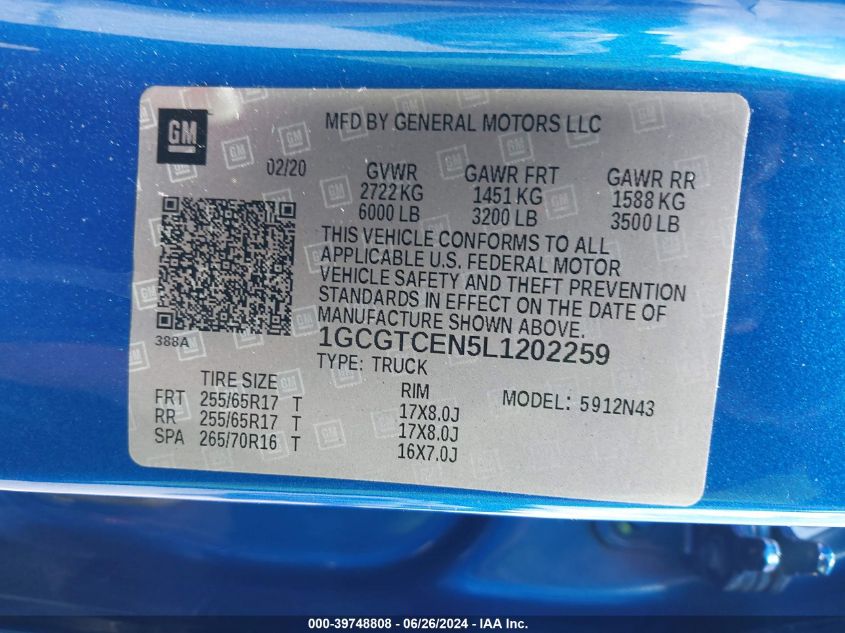 GM
MFD BY GENERAL MOTORS LLC
02/20 GVWR GAWR FRT GAWR RR
2722 KG 1451 KG 1588 KG
6000 LB 3200 LB 3500 LB
THIS VEHICLE CONFORMS TO ALL
APPLICABLE U.S. FEDERAL MOTOR
VEHICLE SAFETY AND THEFT PREVENTION
STANDARDS IN EFFECT ON THE DATE OF
MANUFACTURE SHOWN ABOVE.
388A
1GCGTCEN5L1202259
TYPE: TRUCK
TIRE SIZE RIM MODEL: 5912N43
FRT 255/65R17 T 17X8.0J
RR 255/65R17 T 17X8.0J
SPA 265/70R16 T 16X7.0J
000-39748808 - 06/26/2024 - IAA Inc.